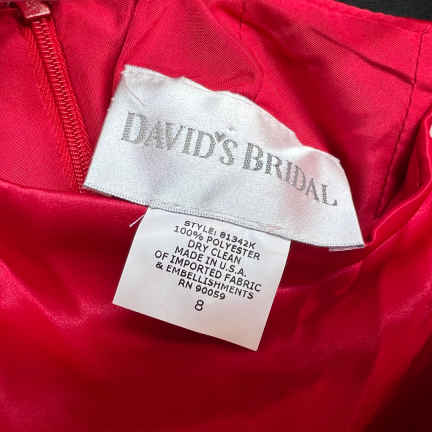 DAVID'S BRIDAL
STYLE: 81342K
100% POLYESTER
DRY CLEAN
MADE IN U.S.A.
OF IMPORTED FABRIC
& EMBELLISHMENTS
RN 90059
8